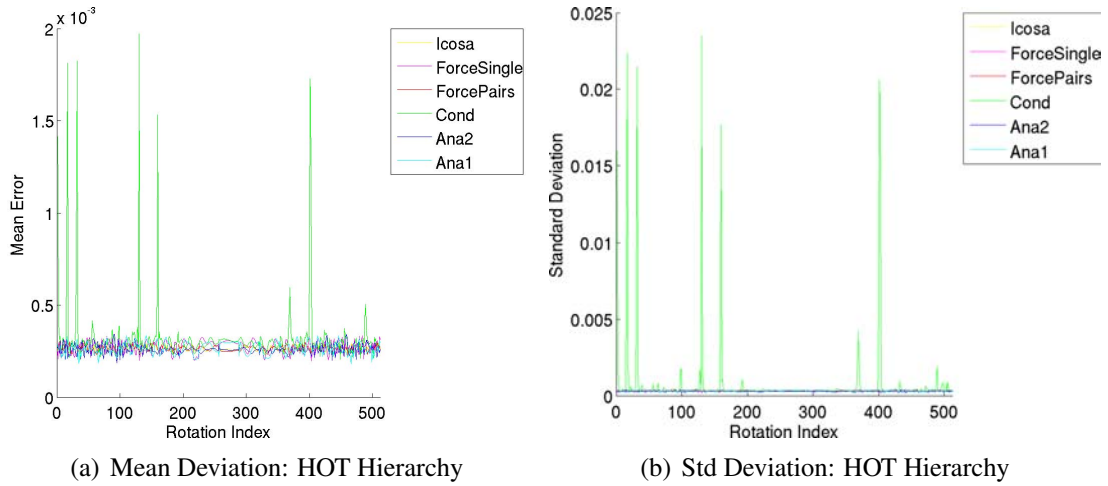 2 x 10⁻³
1.5
1
0.5
0
Mean Error
0 100 200 300 400 500
Rotation Index
Icosa
ForceSingle
ForcePairs
Cond
Ana2
Ana1
(a) Mean Deviation: HOT Hierarchy
0.025
0.02
0.015
0.01
0.005
0
Standard Deviation
0 100 200 300 400 500
Rotation Index
Icosa
ForceSingle
ForcePairs
Cond
Ana2
Ana1
(b) Std Deviation: HOT Hierarchy